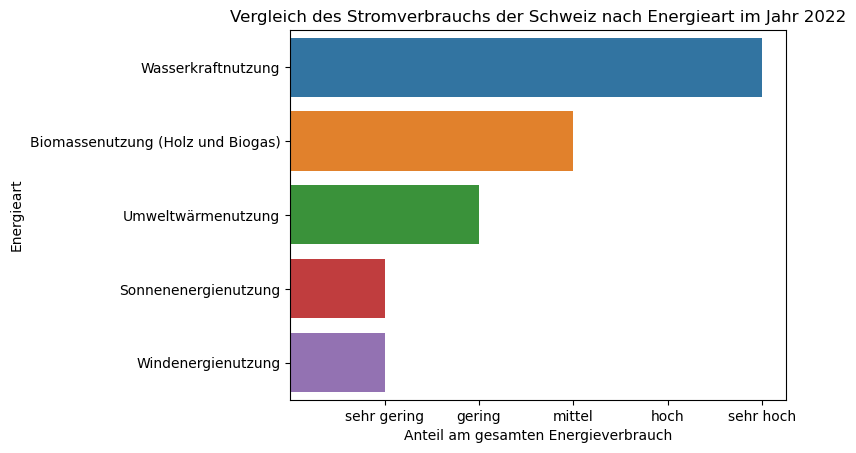 Vergleich des Stromverbrauchs der Schweiz nach Energieart im Jahr 2022
Energieart
Wasserkraftnutzung
Biomassenutzung (Holz und Biogas)
Umweltwärmenutzung
Sonnenenergienutzung
Windenergienutzung
sehr gering
gering
mittel
hoch
sehr hoch
Anteil am gesamten Energieverbrauch